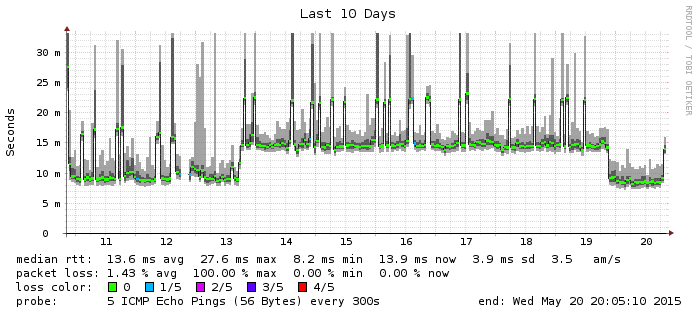 Last 10 Days
RRDTOOL / TOBI OETIKER
Seconds
30 m
25 m
20 m
15 m
10 m
5 m
0
11 12 13 14 15 16 17 18 19 20
median rtt: 13.6 ms avg 27.6 ms max 8.2 ms min 13.9 ms now 3.9 ms sd 3.5 am/s
packet loss: 1.43 % avg 100.00 % max 0.00 % min 0.00 % now
loss color: 0 1/5 2/5 3/5 4/5
probe: 5 ICMP Echo Pings (56 Bytes) every 300s end: Wed May 20 20:05:10 2015